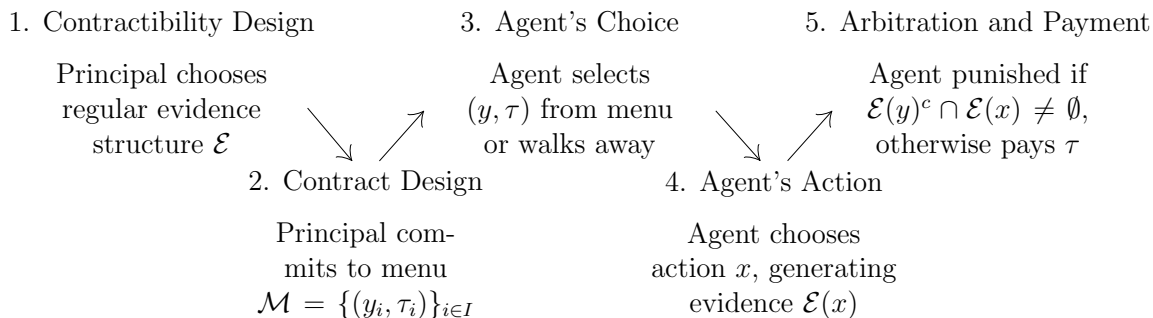 1. Contractibility Design
Principal chooses
regular evidence
structure ℰ
2. Contract Design
Principal com-
mits to menu
ℳ = {(yᵢ, τᵢ)}ᵢ∈I
3. Agent's Choice
Agent selects
(y, τ) from menu
or walks away
4. Agent's Action
Agent chooses
action x, generating
evidence ℰ(x)
5. Arbitration and Payment
Agent punished if
ℰ(y)ᶜ ∩ ℰ(x) ≠ ∅,
otherwise pays τ